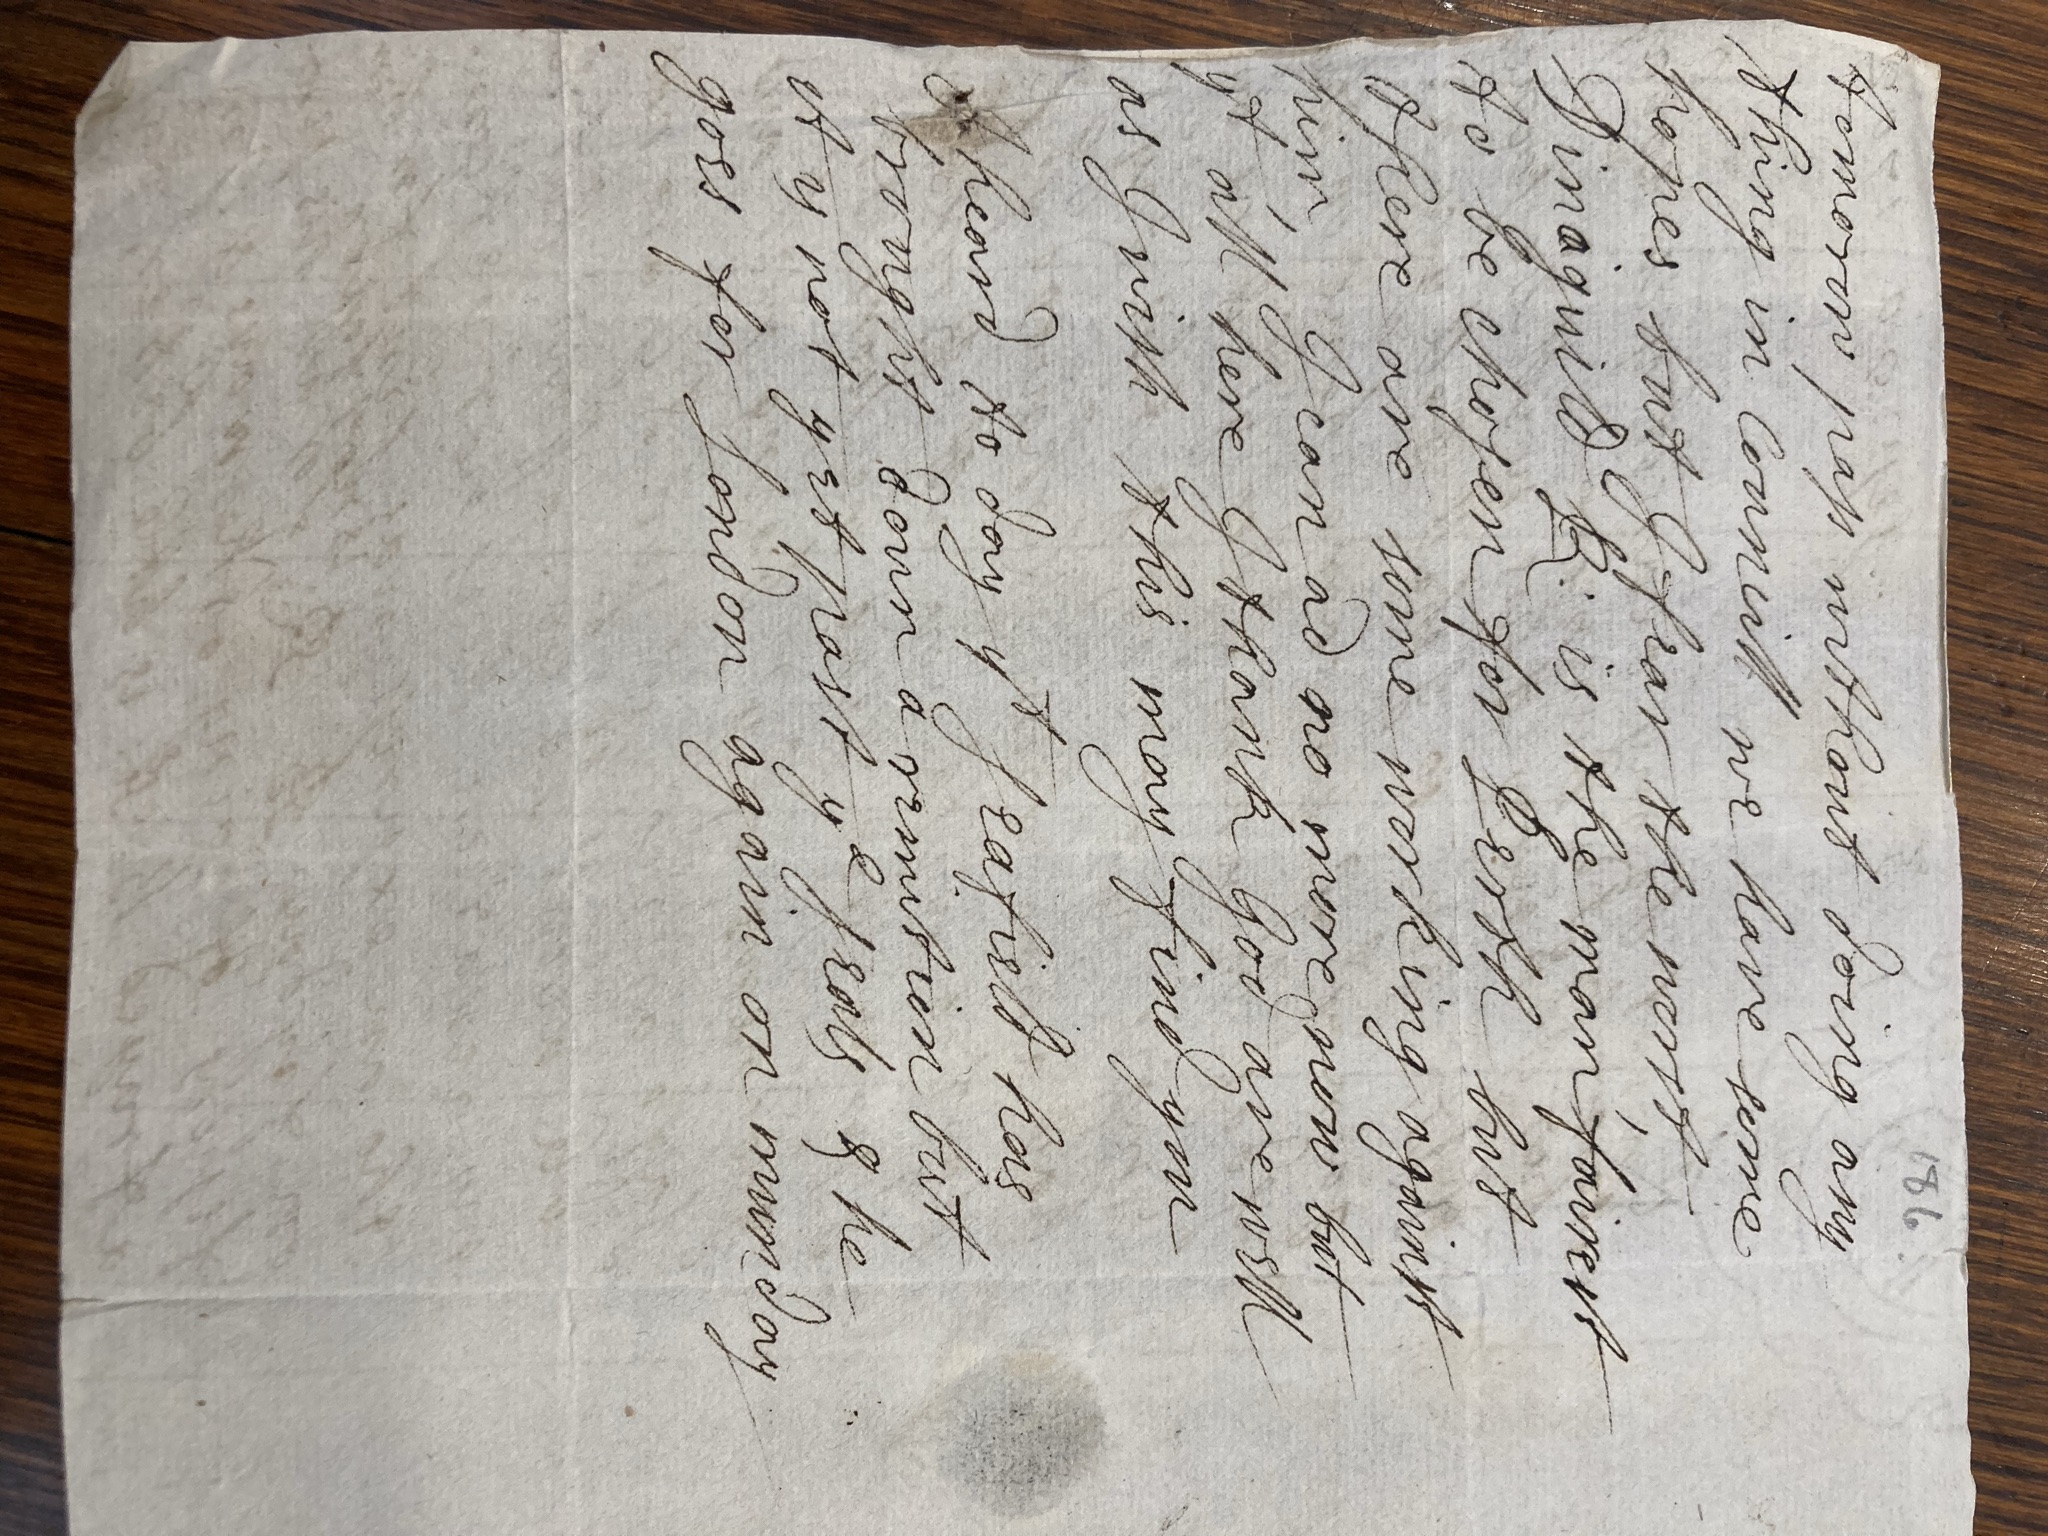 186
tomorow pass without doing any
thing in Councill we have some
hopes but I fear the worst,
Dinaguild R: is the man fairest
to be chosen for Perth but
there are some working against
him, I can ad no more now but
yt all here I thank God are well
as I wish this may find you
I heard to day yt Seafield has
brought doun a remition but
it is not yet past ye seals & he
goes for London again on munday